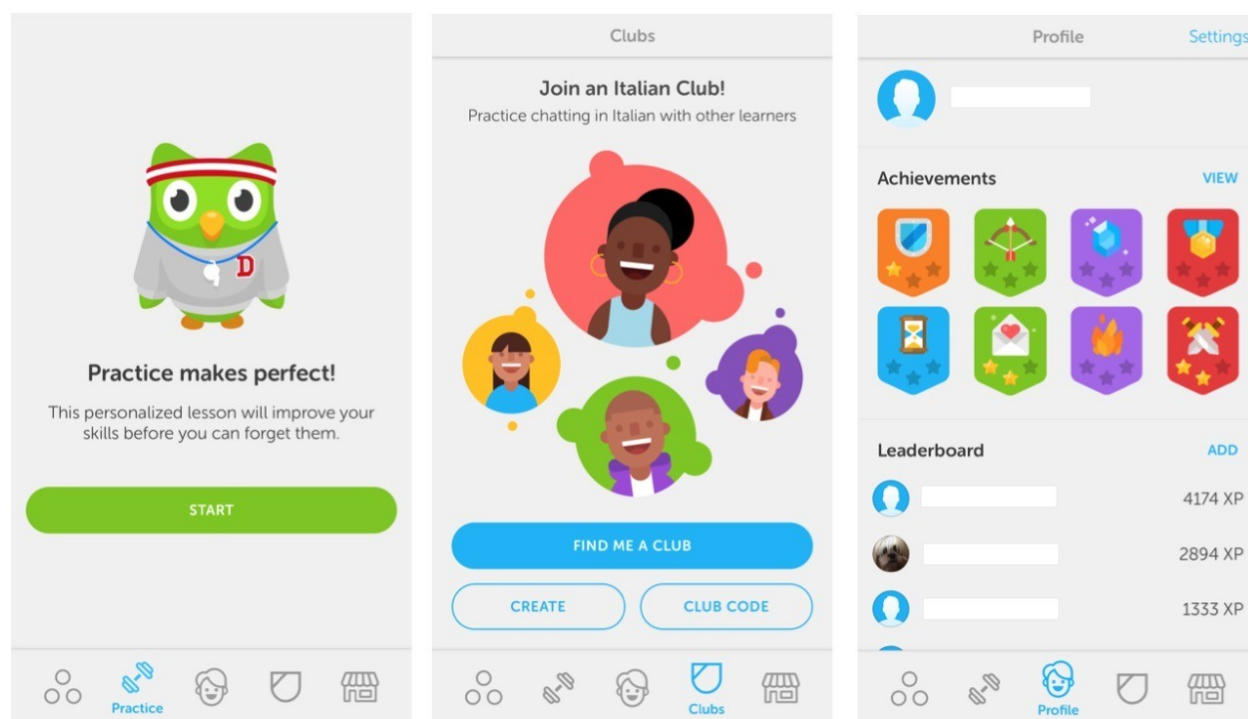 D
Practice makes perfect!
This personalized lesson will improve your
skills before you can forget them.
START
Practice
Clubs
Join an Italian Club!
Practice chatting in Italian with other learners
FIND ME A CLUB
CREATE
CLUB CODE
Clubs
Profile
Settings
Achievements
VIEW
Leaderboard
ADD
4174 XP
2894 XP
1333 XP
Profile